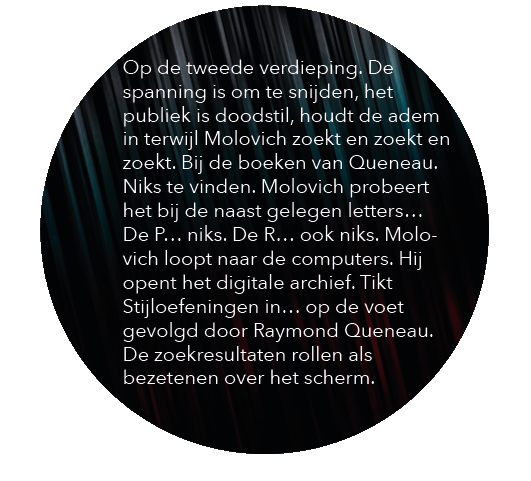 Op de tweede verdieping. De
spanning is om te snijden, het
publiek is doodstil, houdt de adem
in terwijl Molovich zoekt en zoekt en
zoekt. Bij de boeken van Queneau.
Niks te vinden. Molovich probeert
het bij de naast gelegen letters…
De P… niks. De R… ook niks. Molo-
vich loopt naar de computers. Hij
opent het digitale archief. Tikt
Stijloefeningen in… op de voet
gevolgd door Raymond Queneau.
De zoekresultaten rollen als
bezetenen over het scherm.